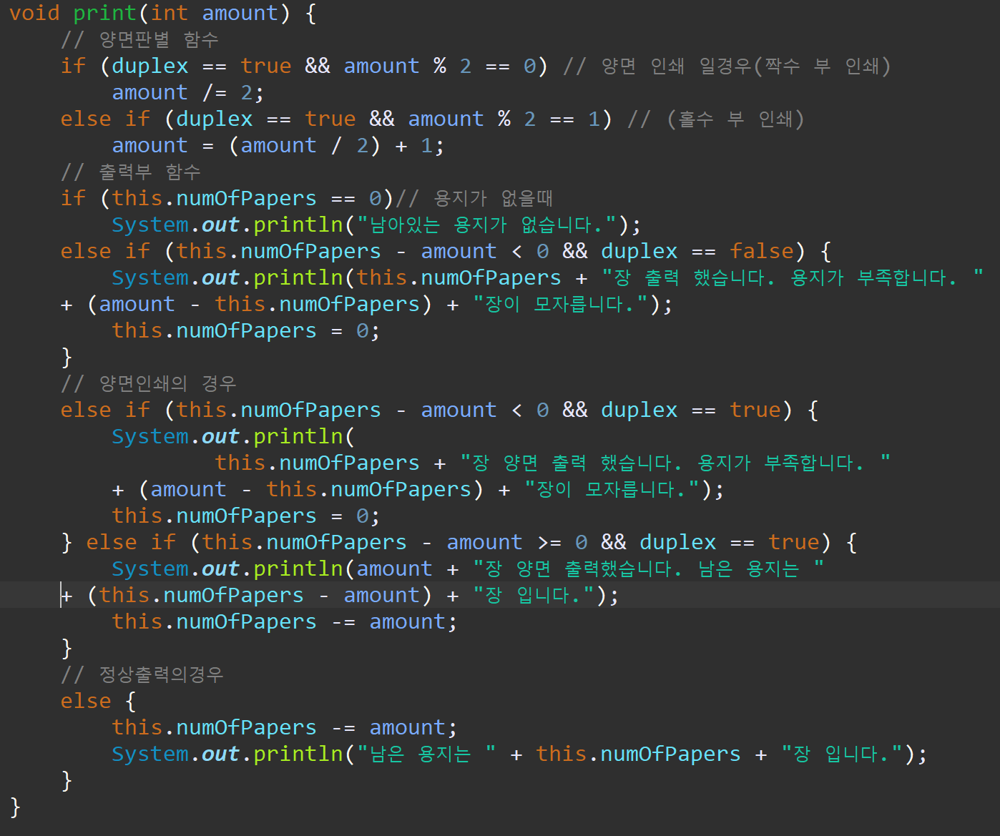 void print(int amount) {
    // 양면판별 함수
    if (duplex == true && amount % 2 == 0) // 양면 인쇄 일경우(짝수 부 인쇄)
        amount /= 2;
    else if (duplex == true && amount % 2 == 1) // (홀수 부 인쇄)
        amount = (amount / 2) + 1;
    // 출력부 함수
    if (this.numOfPapers == 0)// 용지가 없을때
        System.out.println("남아있는 용지가 없습니다.");
    else if (this.numOfPapers - amount < 0 && duplex == false) {
        System.out.println(this.numOfPapers + "장 출력 했습니다. 용지가 부족합니다. "
    + (amount - this.numOfPapers) + "장이 모자릅니다.");
        this.numOfPapers = 0;
    }
    // 양면인쇄의 경우
    else if (this.numOfPapers - amount < 0 && duplex == true) {
        System.out.println(
                this.numOfPapers + "장 양면 출력 했습니다. 용지가 부족합니다. "
        + (amount - this.numOfPapers) + "장이 모자릅니다.");
        this.numOfPapers = 0;
    } else if (this.numOfPapers - amount >= 0 && duplex == true) {
        System.out.println(amount + "장 양면 출력했습니다. 남은 용지는 "
    + (this.numOfPapers - amount) + "장 입니다.");
        this.numOfPapers -= amount;
    }
    // 정상출력의경우
    else {
        this.numOfPapers -= amount;
        System.out.println("남은 용지는 " + this.numOfPapers + "장 입니다.");
    }
}